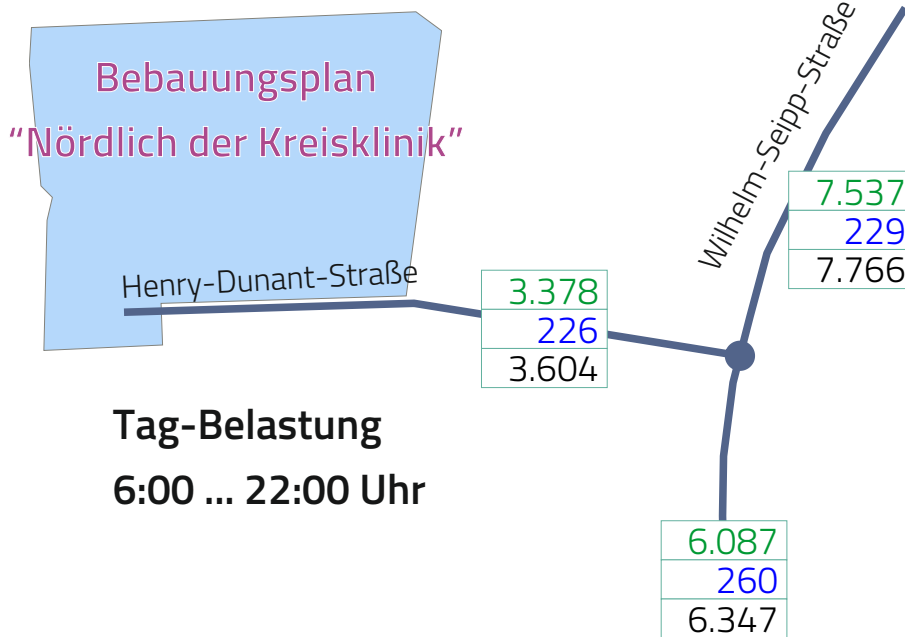 Bebauungsplan
“Nördlich der Kreisklinik”
Wilhelm-Seipp-Straße
7.537
229
7.766
Henry-Dunant-Straße
3.378
226
3.604
Tag-Belastung
6:00 ... 22:00 Uhr
6.087
260
6.347